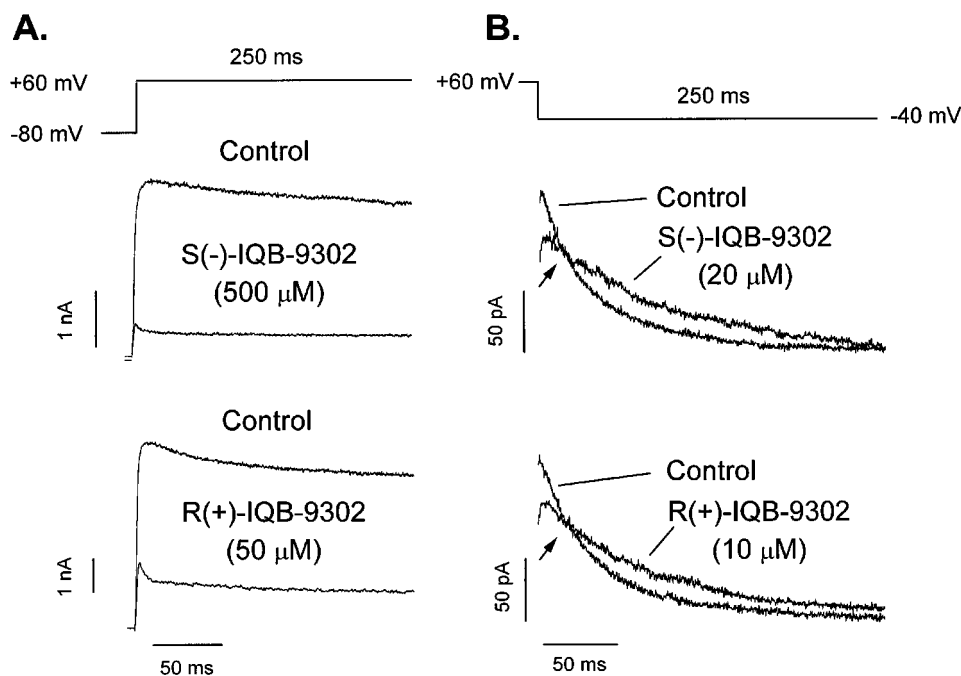 A.
250 ms
+60 mV
-80 mV
Control
S(-)-IQB-9302
(500 µM)
1 nA
Control
R(+)-IQB-9302
(50 µM)
1 nA
50 ms
B.
+60 mV
250 ms
-40 mV
Control
S(-)-IQB-9302
(20 µM)
50 pA
Control
R(+)-IQB-9302
(10 µM)
50 pA
50 ms